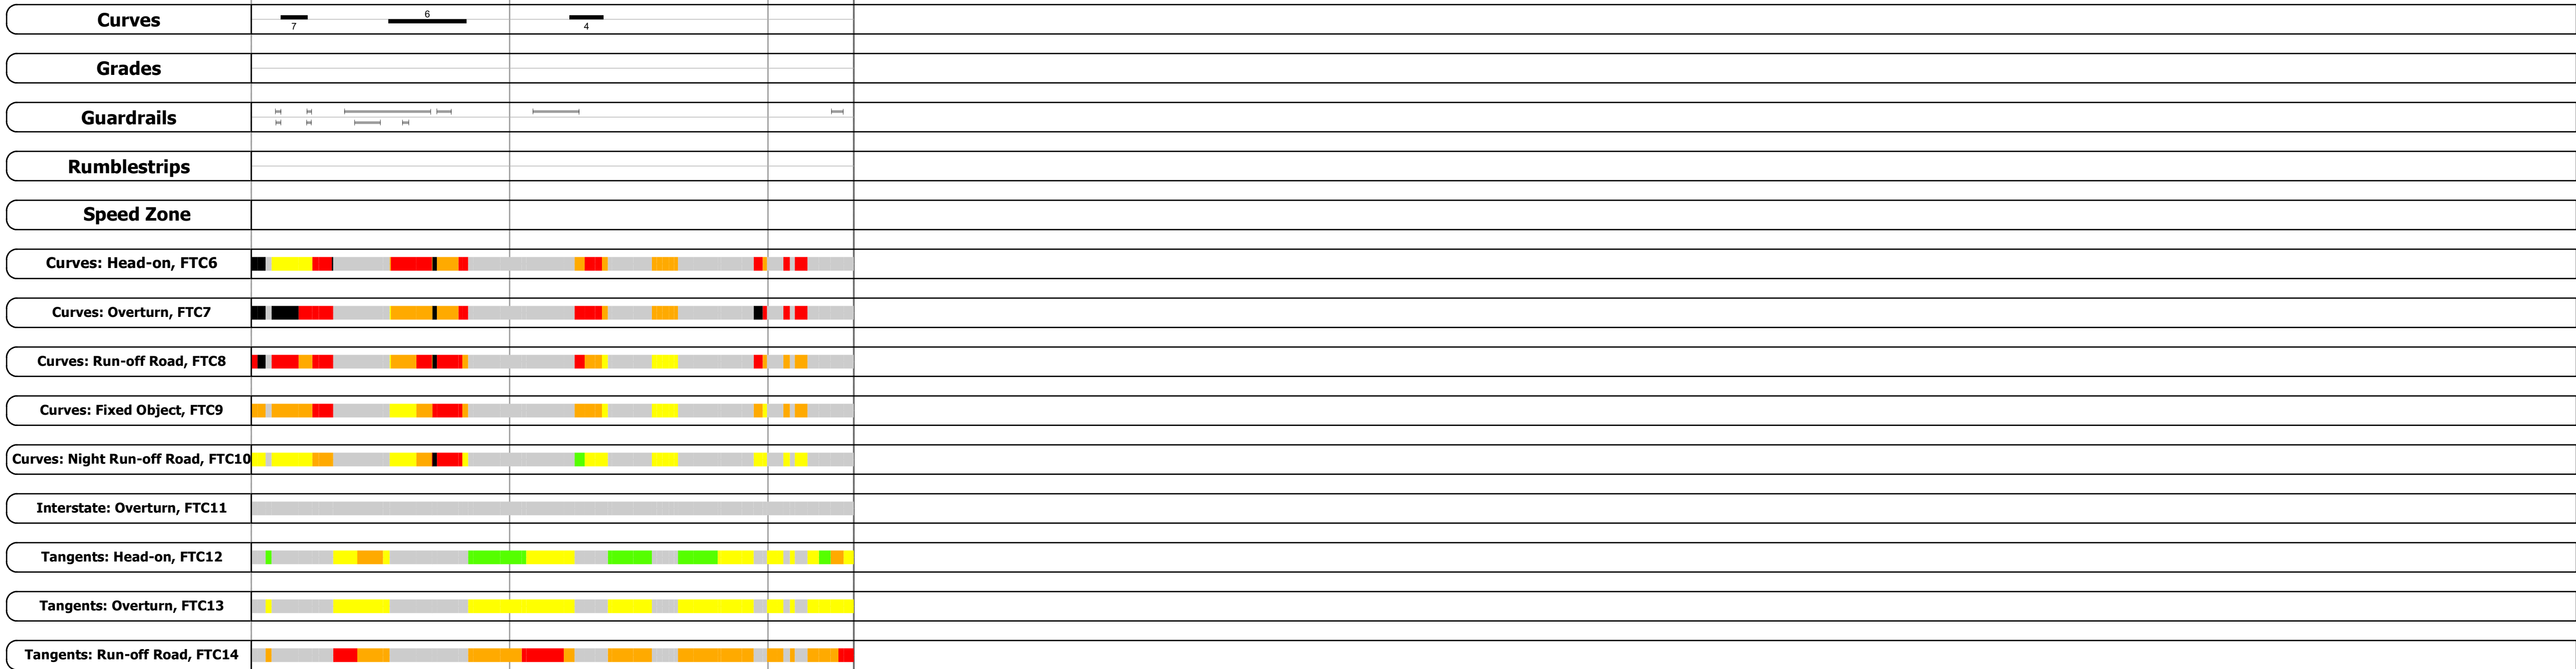 Curves
7
6
4
Grades
Guardrails
Rumblestrips
Speed Zone
Curves: Head-on, FTC6
Curves: Overturn, FTC7
Curves: Run-off Road, FTC8
Curves: Fixed Object, FTC9
Curves: Night Run-off Road, FTC10
Interstate: Overturn, FTC11
Tangents: Head-on, FTC12
Tangents: Overturn, FTC13
Tangents: Run-off Road, FTC14